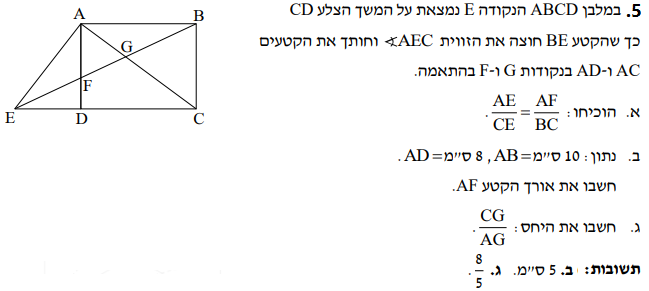 5. במלבן ABCD הנקודה E נמצאת על המשך הצלע CD
כך שהקטע BE חוצה את הזווית ∢AEC וחותך את הקטעים
AC ו-AD בנקודות G ו-F בהתאמה.
א. הוכיחו: AE/CE = AF/BC.
ב. נתון: 10 ס״מ=AB, 8 ס״מ=AD.
חשבו את אורך הקטע AF.
ג. חשבו את היחס: CG/AG.
תשובות: ב. 5 ס״מ. ג. 8/5.
A
B
G
F
E
D
C